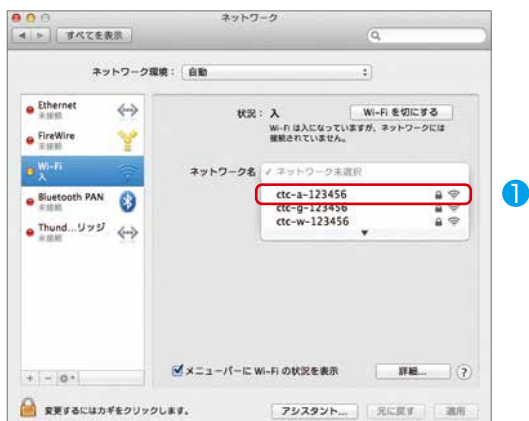 ネットワーク
すべてを表示
ネットワーク環境： 自動
Ethernet
未接続
FireWire
未接続
Wi-Fi
入
Bluetooth PAN
未接続
Thund...リッジ
未接続
状況： 入
Wi-Fi を切にする
Wi-Fi は入になっていますが、ネットワークには
接続されていません。
ネットワーク名
✓ ネットワーク未選択
ctc-a-123456
ctc-g-123456
ctc-w-123456
1
メニューバーに Wi-Fi の状況を表示
詳細...
?
変更するにはカギをクリックします。
アシスタント...
元に戻す
適用